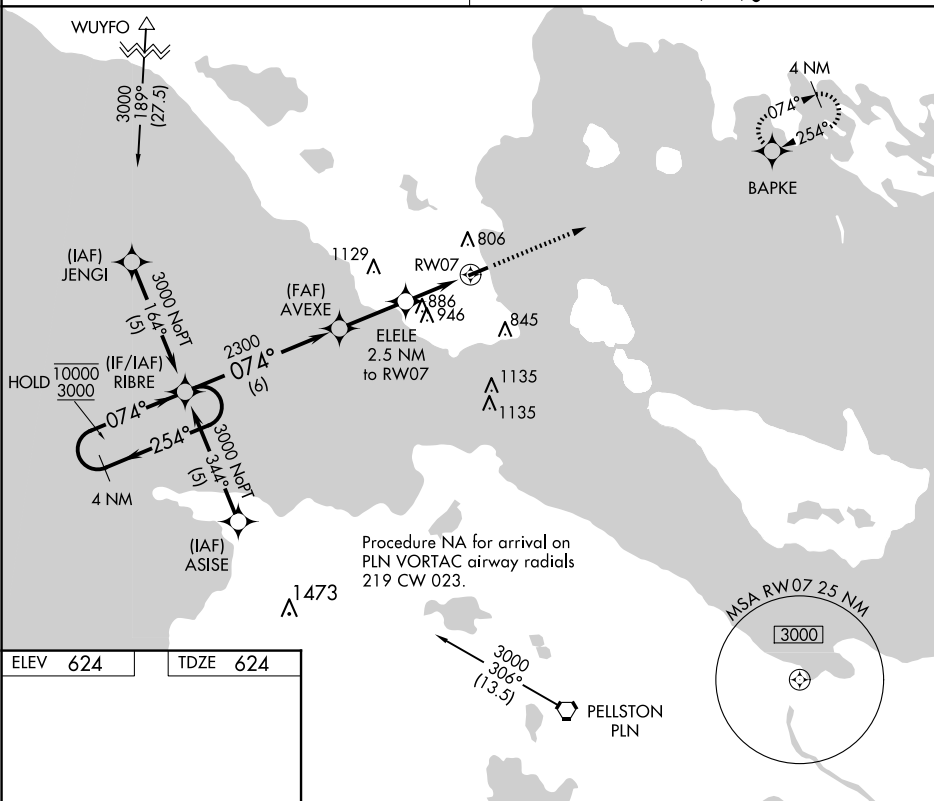 WUYFO
3000
189°
(27.5)
4 NM
074°
254°
BAPKE
(IAF)
JENGI
3000 NoPT
164°
(5)
1129
806
RW07
(FAF)
AVEXE
886
946
845
ELELE
2.5 NM
to RW07
2300
074°
(6)
HOLD
10000
3000
(IF/IAF)
RIBRE
074°
254°
4 NM
3000 NoPT
344°
(5)
1135
1135
(IAF)
ASISE
Procedure NA for arrival on
PLN VORTAC airway radials
219 CW 023.
1473
MSA RW07 25 NM
3000
3000
306°
(13.5)
PELLSTON
PLN
ELEV 624
TDZE 624